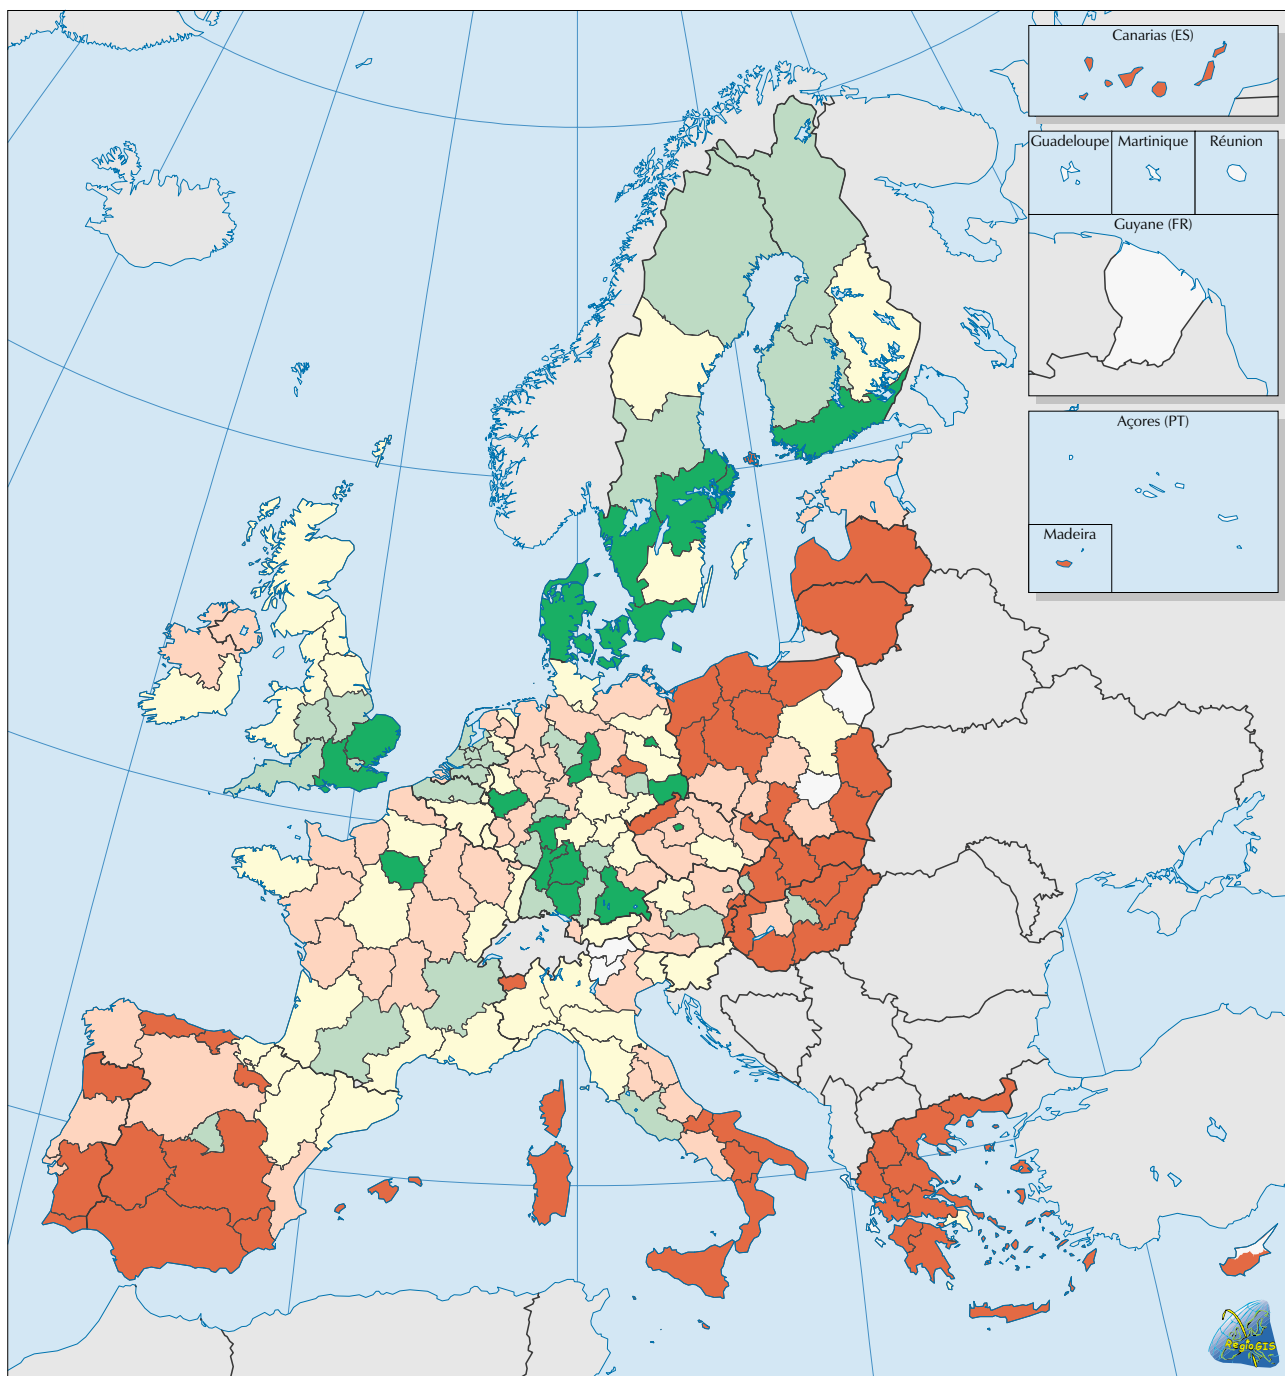 Canarias (ES)
Guadeloupe
Martinique
Réunion
Guyane (FR)
Açores (PT)
Madeira
RegioGIS